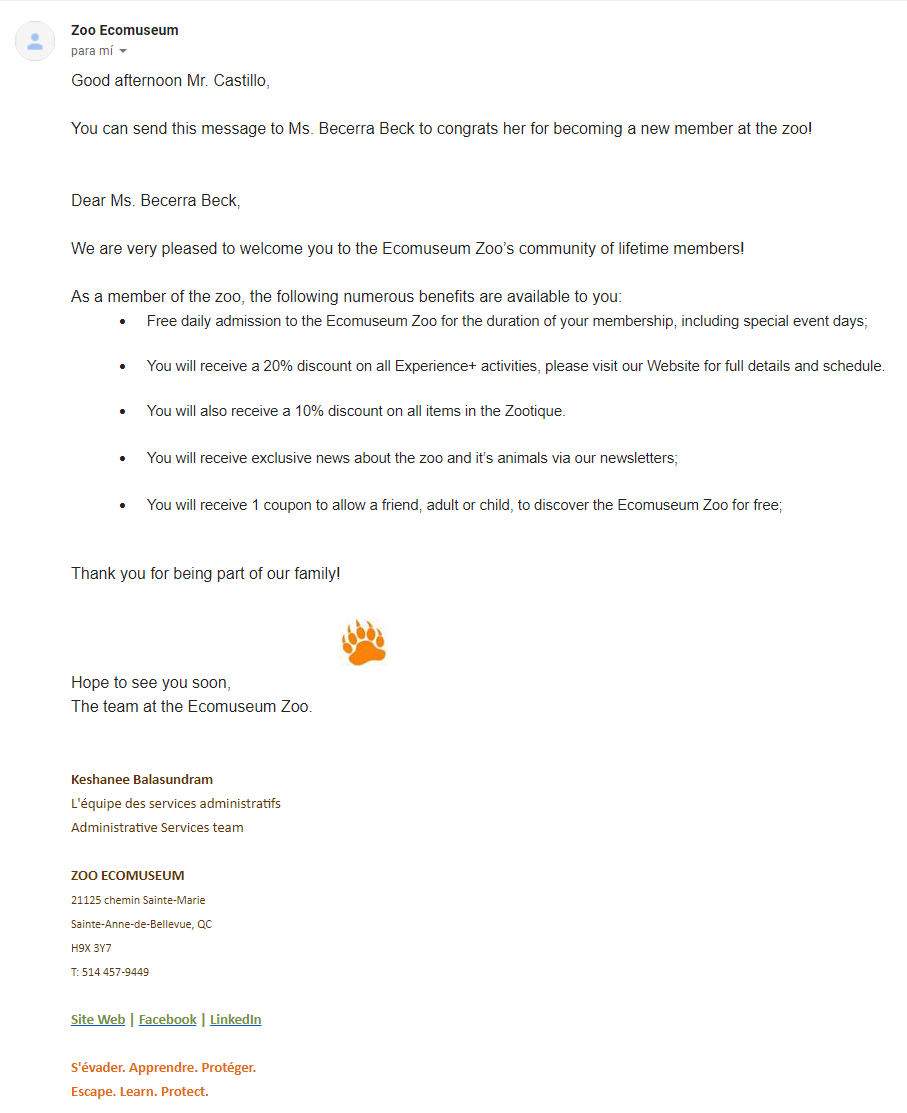 Zoo Ecomuseum
para mí
Good afternoon Mr. Castillo,
You can send this message to Ms. Becerra Beck to congrats her for becoming a new member at the zoo!
Dear Ms. Becerra Beck,
We are very pleased to welcome you to the Ecomuseum Zoo’s community of lifetime members!
As a member of the zoo, the following numerous benefits are available to you:
• Free daily admission to the Ecomuseum Zoo for the duration of your membership, including special event days;
• You will receive a 20% discount on all Experience+ activities, please visit our Website for full details and schedule.
• You will also receive a 10% discount on all items in the Zootique.
• You will receive exclusive news about the zoo and it’s animals via our newsletters;
• You will receive 1 coupon to allow a friend, adult or child, to discover the Ecomuseum Zoo for free;
Thank you for being part of our family!
Hope to see you soon,
The team at the Ecomuseum Zoo.
Keshanee Balasundram
L'équipe des services administratifs
Administrative Services team
ZOO ECOMUSEUM
21125 chemin Sainte-Marie
Sainte-Anne-de-Bellevue, QC
H9X 3Y7
T: 514 457-9449
Site Web | Facebook | LinkedIn
S'évader. Apprendre. Protéger.
Escape. Learn. Protect.